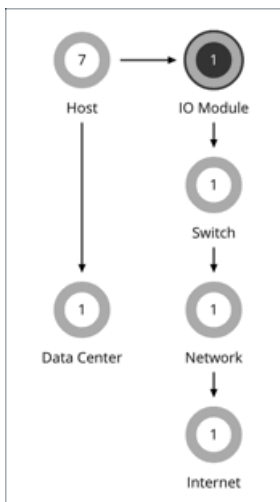 7
1
Host
IO Module
1
Switch
1
1
Data Center
Network
1
Internet